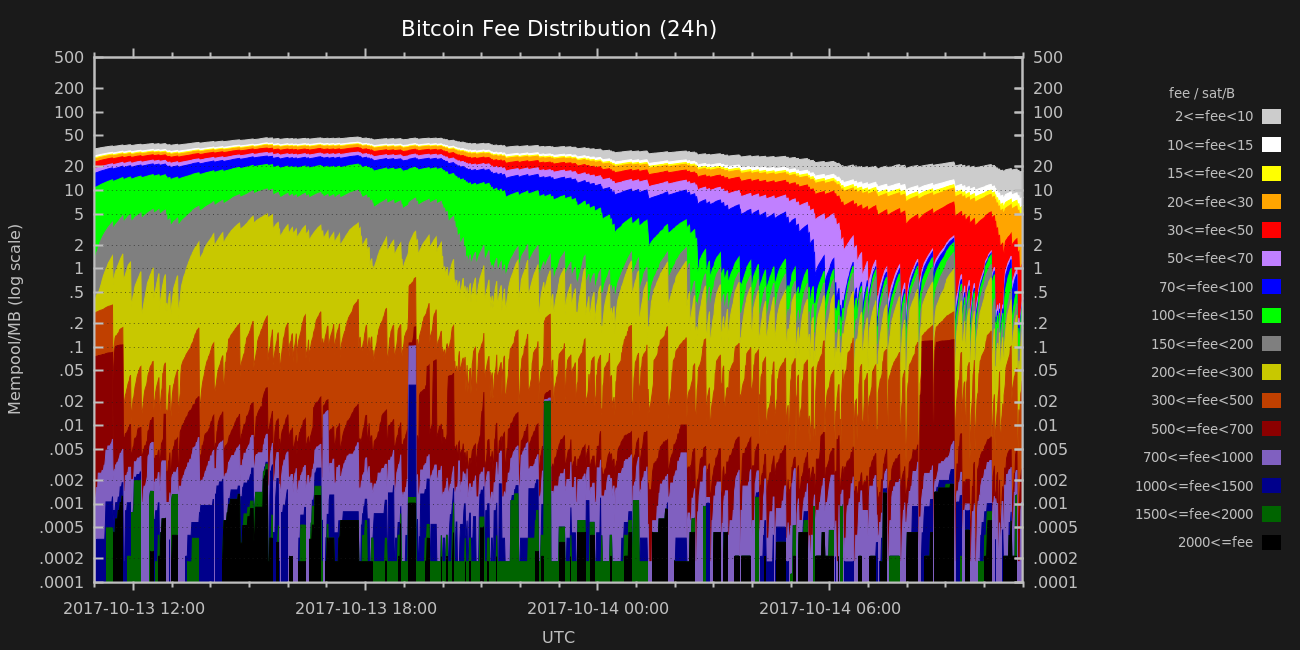 Bitcoin Fee Distribution (24h)
500
200
100
50
20
10
5
2
1
.5
.2
.1
.05
.02
.01
.005
.002
.001
.0005
.0002
.0001
Mempool/MB (log scale)
500
200
100
50
20
10
5
2
1
.5
.2
.1
.05
.02
.01
.005
.002
.001
.0005
.0002
.0001
2017-10-13 12:00 2017-10-13 18:00 2017-10-14 00:00 2017-10-14 06:00
UTC
fee / sat/B
2<=fee<10
10<=fee<15
15<=fee<20
20<=fee<30
30<=fee<50
50<=fee<70
70<=fee<100
100<=fee<150
150<=fee<200
200<=fee<300
300<=fee<500
500<=fee<700
700<=fee<1000
1000<=fee<1500
1500<=fee<2000
2000<=fee